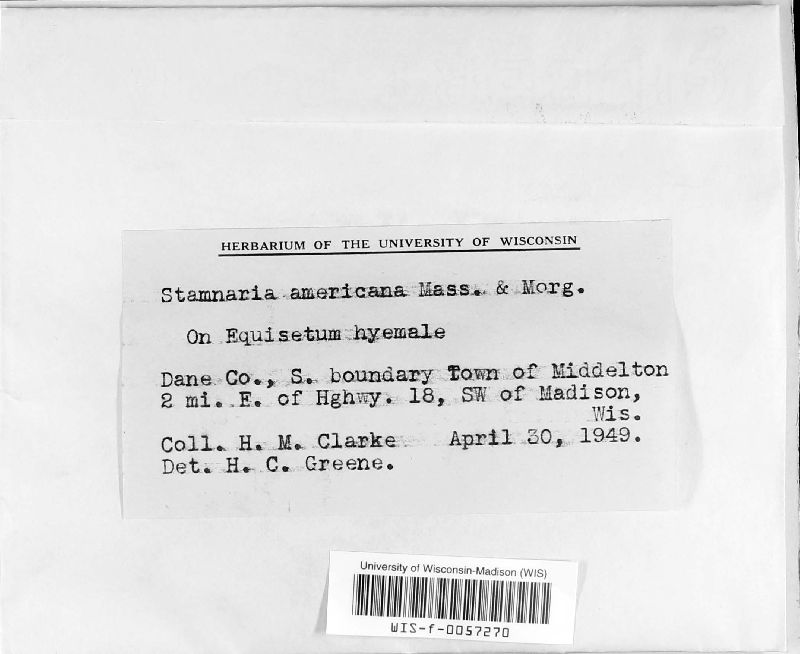 HERBARIUM OF THE UNIVERSITY OF WISCONSIN
Stamnaria americana Mass. & Morg.
On Equisetum hyemale
Dane Co., S. boundary Town of Middelton
2 mi. E. of Hghwy. 18, SW of Madison,
Wis.
Coll. H. M. Clarke April 30, 1949.
Det. H. C. Greene.
University of Wisconsin-Madison (WIS)
WIS-f-0057270